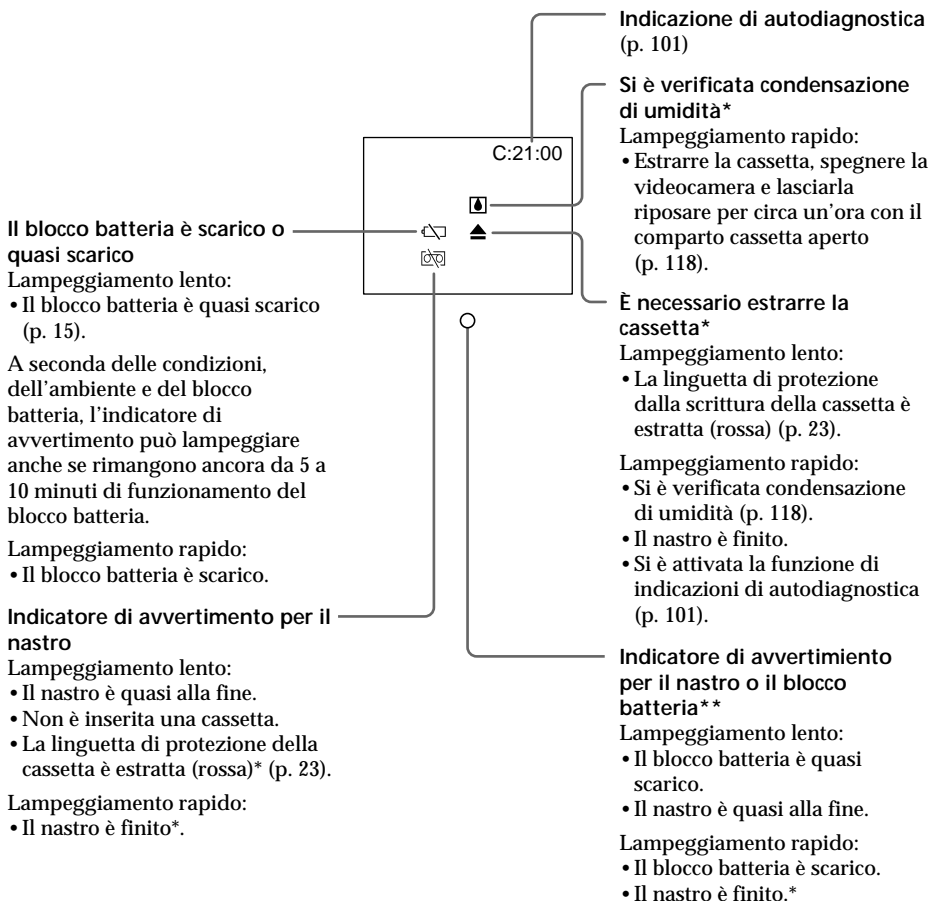 Indicazione di autodiagnostica
(p. 101)
Si è verificata condensazione
di umidità*
Lampeggiamento rapido:
•Estrarre la cassetta, spegnere la
videocamera e lasciarla
riposare per circa un'ora con il
comparto cassetta aperto
(p. 118).
C:21:00
Il blocco batteria è scarico o
quasi scarico
Lampeggiamento lento:
•Il blocco batteria è quasi scarico
(p. 15).
A seconda delle condizioni,
dell'ambiente e del blocco
batteria, l'indicatore di
avvertimento può lampeggiare
anche se rimangono ancora da 5 a
10 minuti di funzionamento del
blocco batteria.
Lampeggiamento rapido:
•Il blocco batteria è scarico.
Indicatore di avvertimento per il
nastro
Lampeggiamento lento:
•Il nastro è quasi alla fine.
•Non è inserita una cassetta.
•La linguetta di protezione della
cassetta è estratta (rossa)* (p. 23).
Lampeggiamento rapido:
•Il nastro è finito*.
È necessario estrarre la
cassetta*
Lampeggiamento lento:
•La linguetta di protezione
dalla scrittura della cassetta è
estratta (rossa) (p. 23).
Lampeggiamento rapido:
•Si è verificata condensazione
di umidità (p. 118).
•Il nastro è finito.
•Si è attivata la funzione di
indicazioni di autodiagnostica
(p. 101).
Indicatore di avvertimiento
per il nastro o il blocco
batteria**
Lampeggiamento lento:
•Il blocco batteria è quasi
scarico.
•Il nastro è quasi alla fine.
Lampeggiamento rapido:
•Il blocco batteria è scarico.
•Il nastro è finito.*